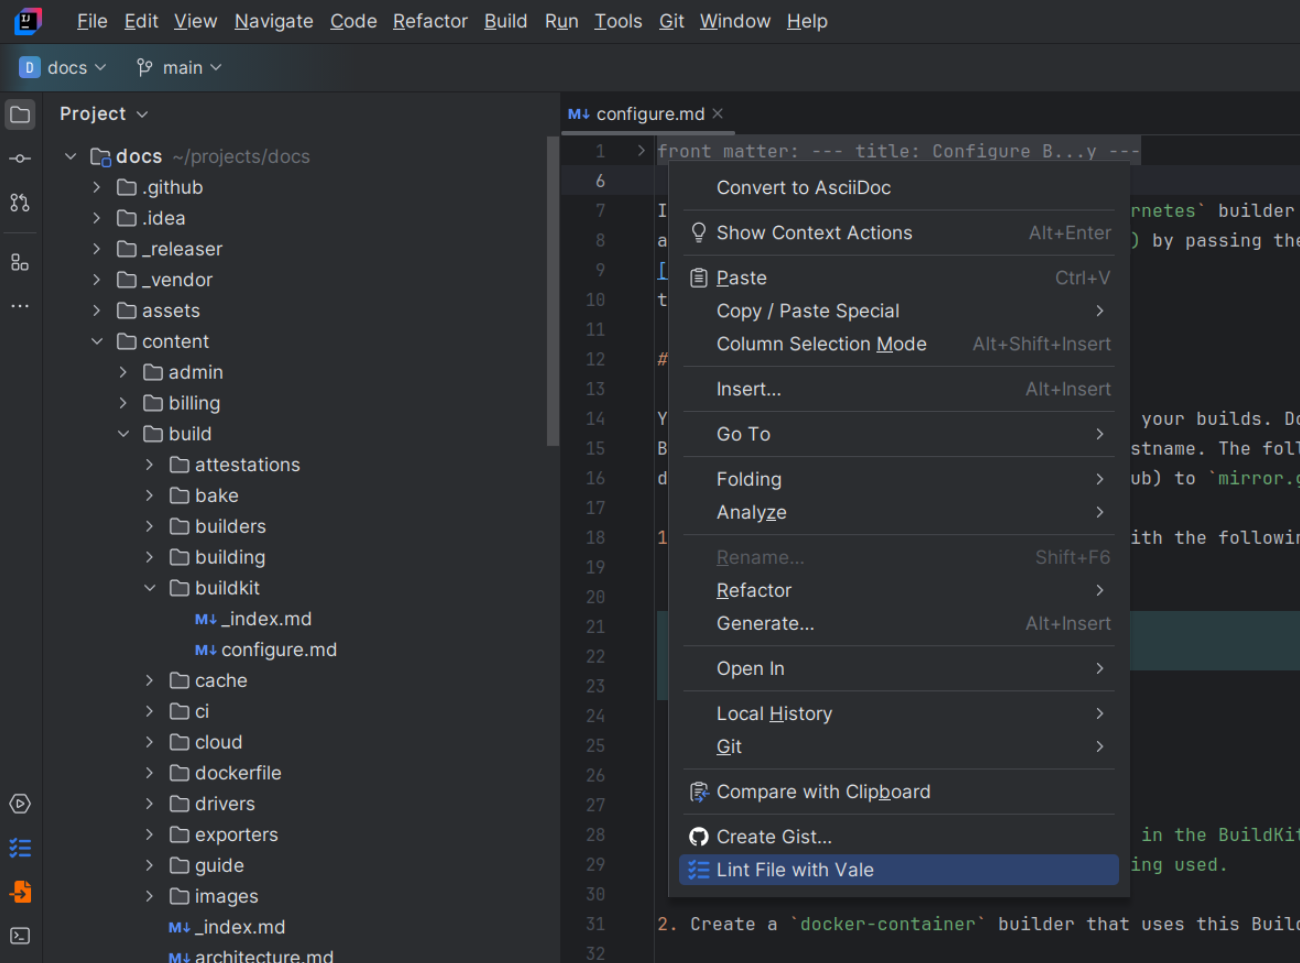 File Edit View Navigate Code Refactor Build Run Tools Git Window Help
D docs main
Project
docs ~/projects/docs
.github
.idea
_releaser
_vendor
assets
content
admin
billing
build
attestations
bake
builders
building
buildkit
M↓ _index.md
M↓ configure.md
cache
ci
cloud
dockerfile
drivers
exporters
guide
images
M↓ _index.md
M↓ architecture.md
M↓ configure.md
1 front matter: --- title: Configure B...y ---
6
7 I rnetes` builder
8 a ) by passing the
9 [
10 t
11
12 #
13
14 Y your builds. Do
15 B stname. The foll
16 d ub) to `mirror.g
17
18 1 ith the followin
19
20
21
22
23
24
25
26
27
28 in the BuildKit
29 ing used.
30
31 2. Create a `docker-container` builder that uses this Build
32
Convert to AsciiDoc
Show Context Actions Alt+Enter
Paste Ctrl+V
Copy / Paste Special
Column Selection Mode Alt+Shift+Insert
Insert... Alt+Insert
Go To
Folding
Analyze
Rename... Shift+F6
Refactor
Generate... Alt+Insert
Open In
Local History
Git
Compare with Clipboard
Create Gist...
Lint File with Vale